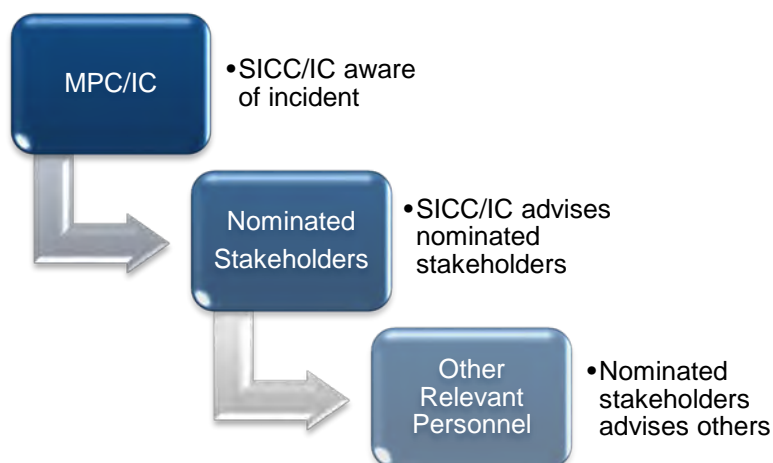 MPC/IC
•SICC/IC aware
of incident
Nominated
Stakeholders
•SICC/IC advises
nominated
stakeholders
Other
Relevant
Personnel
•Nominated
stakeholders
advises others